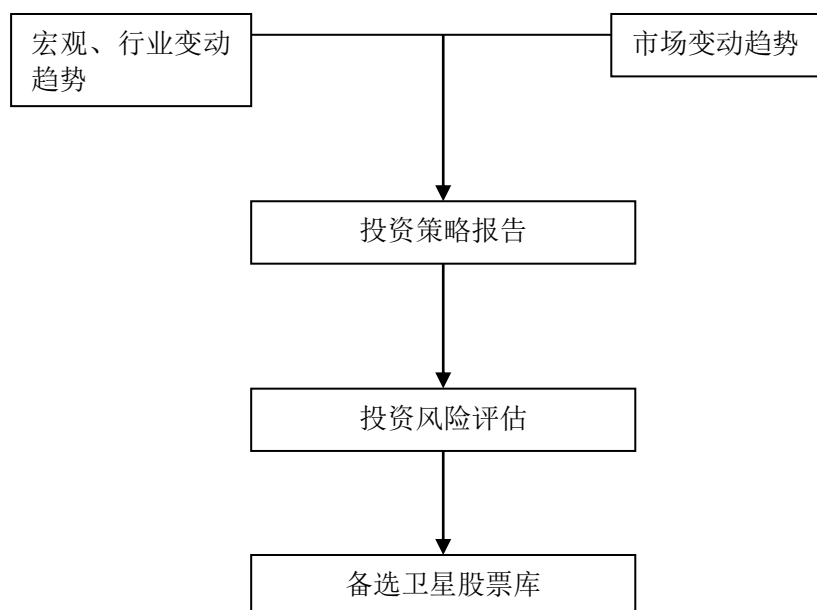 宏观、行业变动
趋势
市场变动趋势
投资策略报告
投资风险评估
备选卫星股票库